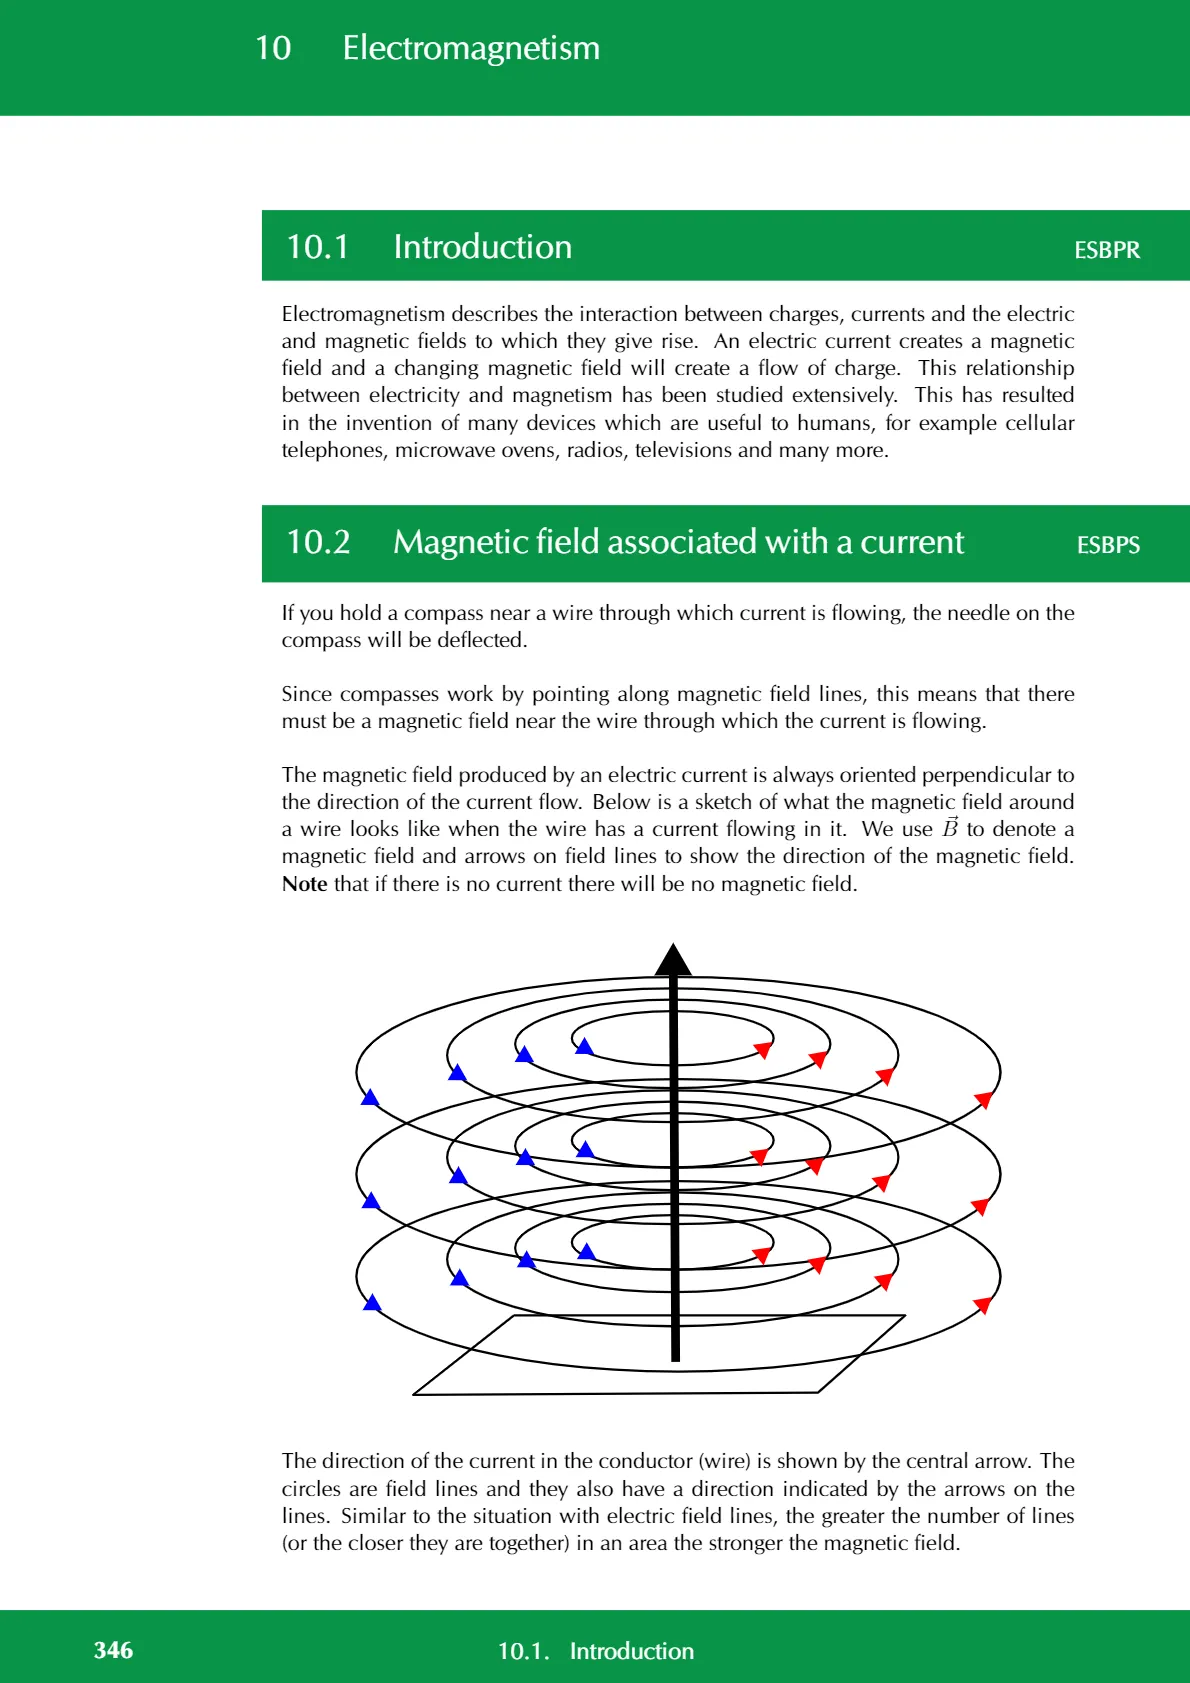 10 Electromagnetism
10.1 Introduction ESBPR
Electromagnetism describes the interaction between charges, currents and the electric
and magnetic fields to which they give rise. An electric current creates a magnetic
field and a changing magnetic field will create a flow of charge. This relationship
between electricity and magnetism has been studied extensively. This has resulted
in the invention of many devices which are useful to humans, for example cellular
telephones, microwave ovens, radios, televisions and many more.
10.2 Magnetic field associated with a current ESBPS
If you hold a compass near a wire through which current is flowing, the needle on the
compass will be deflected.
Since compasses work by pointing along magnetic field lines, this means that there
must be a magnetic field near the wire through which the current is flowing.
The magnetic field produced by an electric current is always oriented perpendicular to
the direction of the current flow. Below is a sketch of what the magnetic field around
a wire looks like when the wire has a current flowing in it. We use $\vec{B}$ to denote a
magnetic field and arrows on field lines to show the direction of the magnetic field.
Note that if there is no current there will be no magnetic field.
The direction of the current in the conductor (wire) is shown by the central arrow. The
circles are field lines and they also have a direction indicated by the arrows on the
lines. Similar to the situation with electric field lines, the greater the number of lines
(or the closer they are together) in an area the stronger the magnetic field.
346 10.1. Introduction